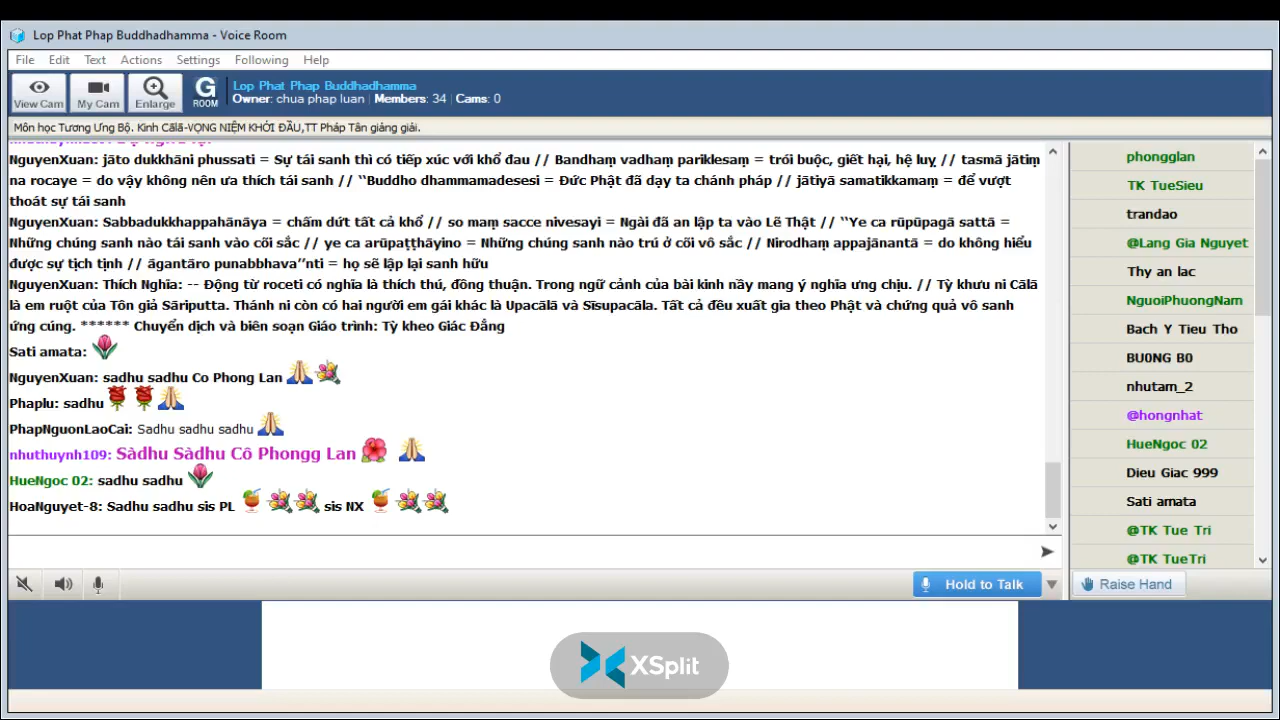 Lop Phat Phap Buddhadhamma - Voice Room
File Edit Text Actions Settings Following Help
View Cam My Cam Enlarge G ROOM
Lop Phat Phap Buddhadhamma
Owner: chua phap luan | Members: 34 | Cams: 0
Môn học Tương Ưng Bộ. Kinh Cālā-VỌNG NIỆM KHỞI ĐẦU,TT Pháp Tân giảng giải.
NguyenXuan: jāto dukkhāni phussati = Sự tái sanh thì có tiếp xúc với khổ đau // Bandhaṃ vadhaṃ pariklesaṃ = trói buộc, giết hại, hệ luỵ // tasmā jātiṃ
na rocaye = do vậy không nên ưa thích tái sanh // ‘‘Buddho dhammamadesesi = Đức Phật đã dạy ta chánh pháp // jātiyā samatikkamaṃ = để vượt
thoát sự tái sanh
NguyenXuan: Sabbadukkhappahānāya = chấm dứt tất cả khổ // so maṃ sacce nivesayi = Ngài đã an lập ta vào Lẽ Thật // ‘‘Ye ca rūpūpagā sattā =
Những chúng sanh nào tái sanh vào cõi sắc // ye ca arūpaṭṭhāyino = Những chúng sanh nào trú ở cõi vô sắc // Nirodhaṃ appajānantā = do không hiểu
được sự tịch tịnh // āgantāro punabbhava’’nti = họ sẽ lập lại sanh hữu
NguyenXuan: Thích Nghĩa: -- Động từ roceti có nghĩa là thích thú, đồng thuận. Trong ngữ cảnh của bài kinh nầy mang ý nghĩa ưng chịu. // Tỳ khưu ni Cālā
là em ruột của Tôn giả Sāriputta. Thánh ni còn có hai người em gái khác là Upacālā và Sīsupacālā. Tất cả đều xuất gia theo Phật và chứng quả vô sanh
ứng cúng. ****** Chuyển dịch và biên soạn Giáo trình: Tỳ kheo Giác Đẳng
Sati amata:
NguyenXuan: sadhu sadhu Co Phong Lan
Phaplu: sadhu
PhapNguonLaoCai: Sadhu sadhu sadhu
nhuthuynh109: Sàdhu Sàdhu Cô Phongg Lan
HueNgoc 02: sadhu sadhu
HoaNguyet-8: Sadhu sadhu sis PL sis NX
phongglan
TK TueSieu
trandao
@Lang Gia Nguyet
Thy an lac
NguoiPhuongNam
Bach Y Tieu Tho
BU0NG B0
nhutam_2
@hongnhat
HueNgoc 02
Dieu Giac 999
Sati amata
@TK Tue Tri
@TK TueTri
Hold to Talk
Raise Hand
XSplit